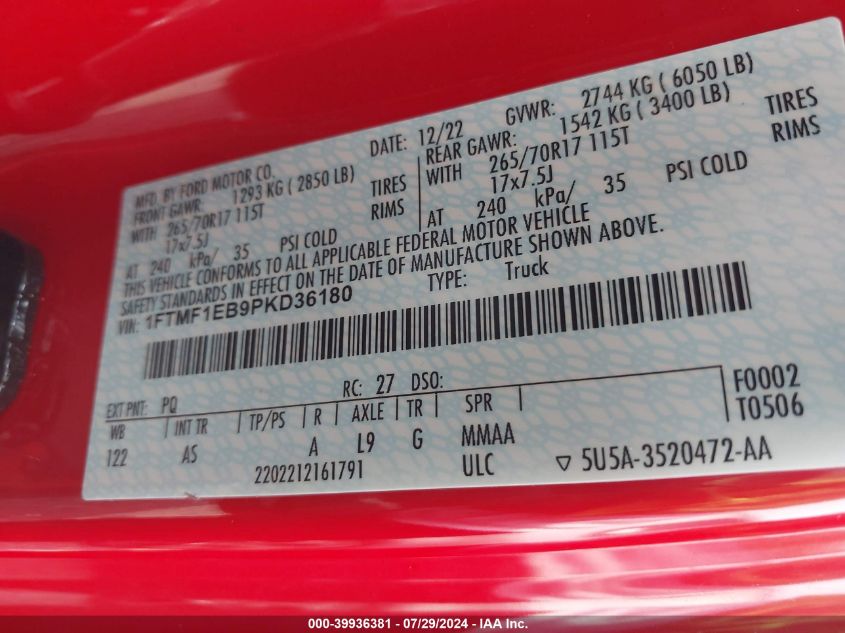 MFD. BY FORD MOTOR CO.
DATE: 12/22 GVWR: 2744 KG ( 6050 LB)
FRONT GAWR: 1293 KG ( 2850 LB)
REAR GAWR: 1542 KG ( 3400 LB)
WITH 265/70R17 115T TIRES
17x7.5J RIMS
AT 240 kPa/ 35 PSI COLD
WITH 265/70R17 115T TIRES
17x7.5J RIMS
AT 240 kPa/ 35 PSI COLD
THIS VEHICLE CONFORMS TO ALL APPLICABLE FEDERAL MOTOR VEHICLE
SAFETY STANDARDS IN EFFECT ON THE DATE OF MANUFACTURE SHOWN ABOVE.
VIN: 1FTMF1EB9PKD36180 TYPE: Truck
EXT PNT: PQ RC: 27 DSO: F0002
WB INT TR TP/PS R AXLE TR SPR T0506
122 AS A L9 G MMAA
2202212161791 ULC 5U5A-3520472-AA
000-39936381 / 07/29/2024 / IAA Inc.